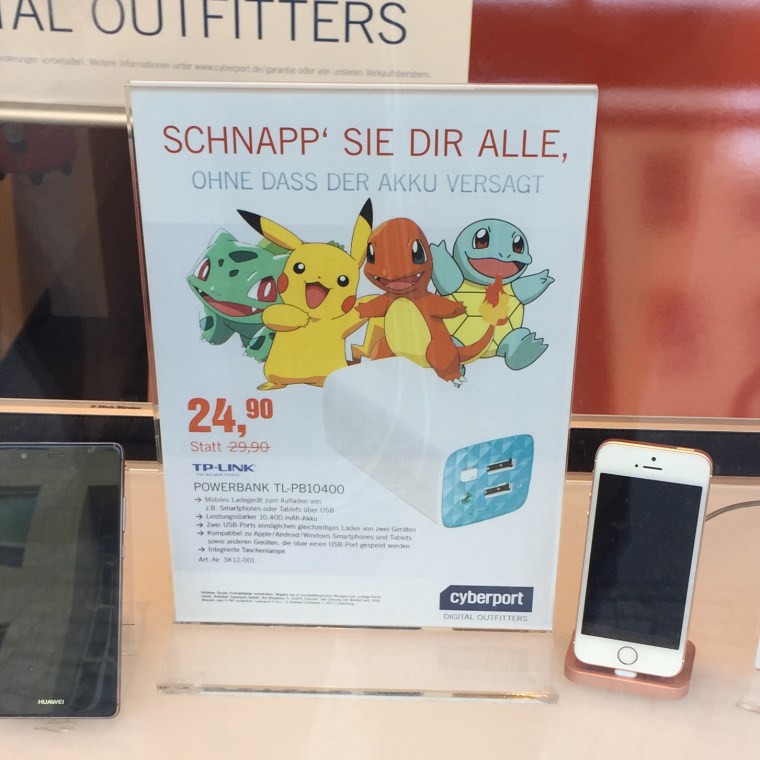 AL OUTFITTERS
vorbehalten. Weitere Informationen unter www.cyberport.de/garantie oder von unseren Verkaufsberatern.
SCHNAPP' SIE DIR ALLE,
OHNE DASS DER AKKU VERSAGT
24,90
Statt 29,90
TP-LINK
POWERBANK TL-PB10400
→ Mobiles Ladegerät zum Aufladen von
z.B. Smartphones oder Tablets über USB
→ Leistungsstarker 10.400 mAh-Akku
→ Zwei USB-Ports ermöglichen gleichzeitiges Laden von zwei Geräten
→ Kompatibel zu Apple/Android/Windows Smartphones und Tablets
sowie anderen Geräten, die über einen USB-Port gespeist werden
→ Integrierte Taschenlampe
Art.-Nr. 3K12-001
cyberport
DIGITAL OUTFITTERS
HUAWEI